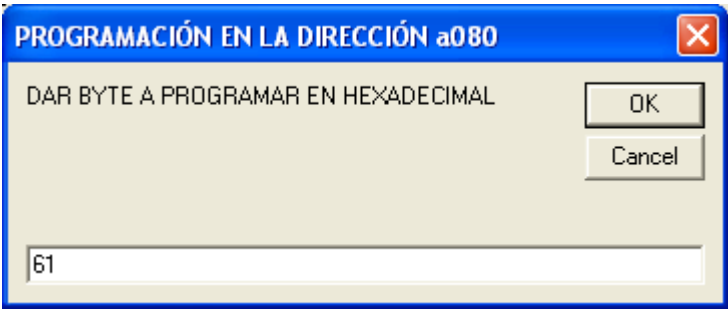 PROGRAMACIÓN EN LA DIRECCIÓN a080
DAR BYTE A PROGRAMAR EN HEXADECIMAL
OK
Cancel
61